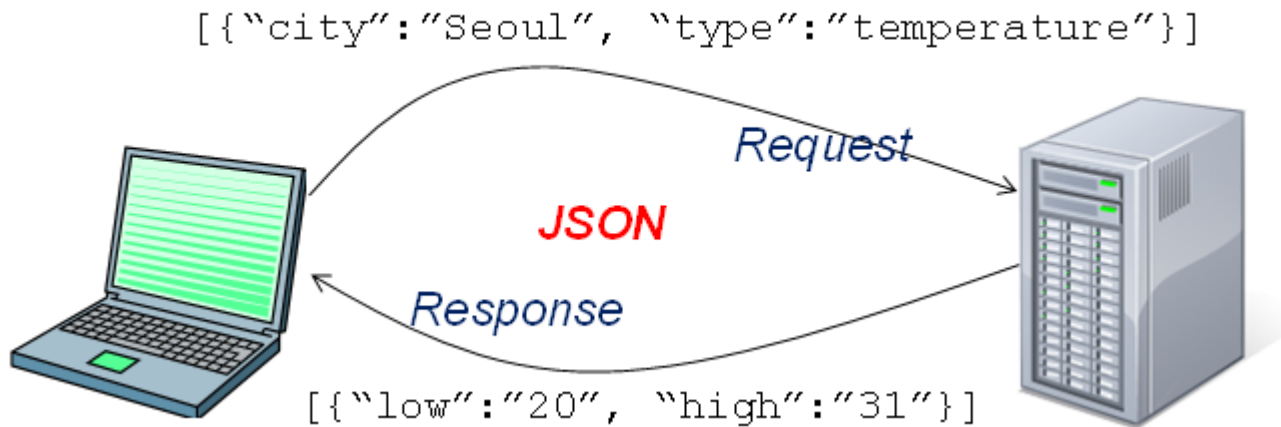 [{“city”:”Seoul”, “type”:”temperature”}]
Request
JSON
Response
[{“low”:”20”, “high”:”31”}]